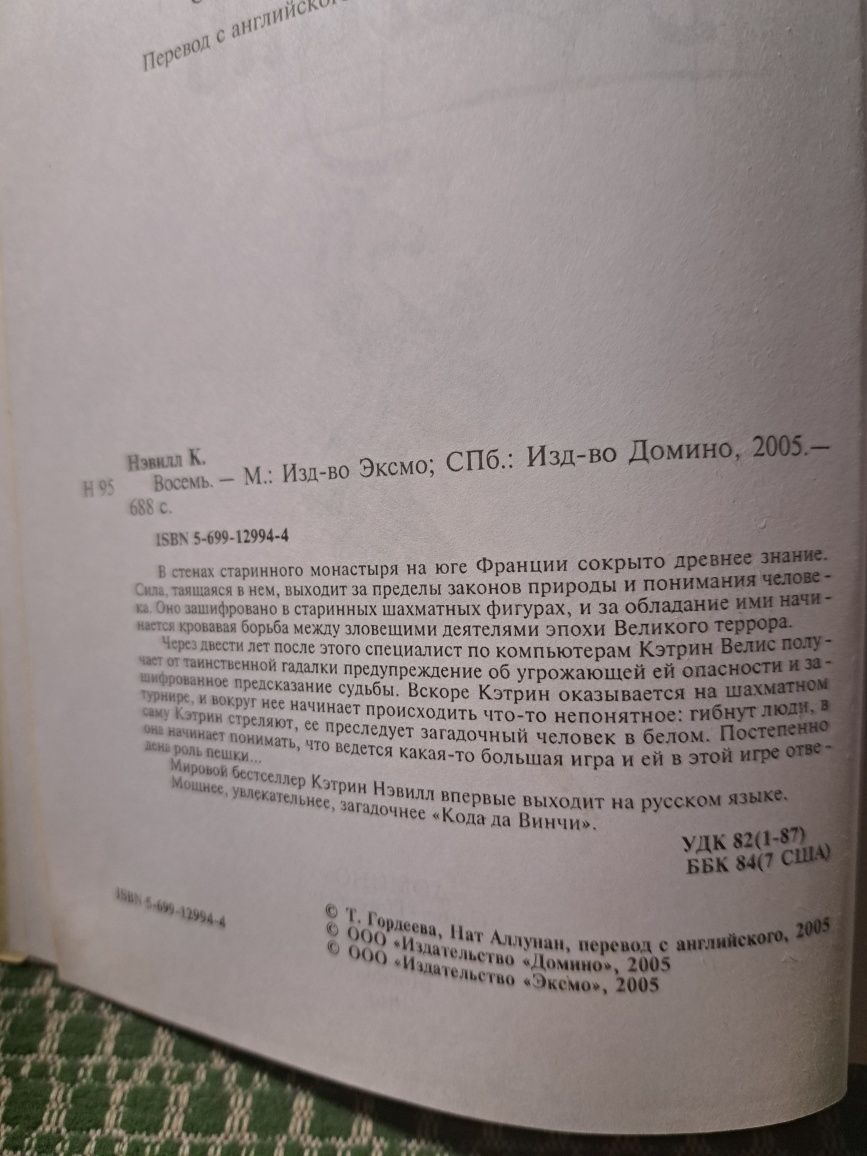 Перевод с английского
Нэвилл К.
Н 95 Восемь. — М.: Изд-во Эксмо; СПб.: Изд-во Домино, 2005.—
688 с.
ISBN 5-699-12994-4
В стенах старинного монастыря на юге Франции сокрыто древнее знание.
Сила, таящаяся в нем, выходит за пределы законов природы и понимания челове-
ка. Оно зашифровано в старинных шахматных фигурах, и за обладание ими начи-
нается кровавая борьба между зловещими деятелями эпохи Великого террора.
Через двести лет после этого специалист по компьютерам Кэтрин Велис полу-
чает от таинственной гадалки предупреждение об угрожающей ей опасности и за-
шифрованное предсказание судьбы. Вскоре Кэтрин оказывается на шахматном
турнире, и вокруг нее начинает происходить что-то непонятное: гибнут люди, в
саму Кэтрин стреляют, ее преследует загадочный человек в белом. Постепенно
она начинает понимать, что ведется какая-то большая игра и ей в этой игре отве-
дена роль пешки...
Мировой бестселлер Кэтрин Нэвилл впервые выходит на русском языке.
Мощнее, увлекательнее, загадочнее «Кода да Винчи».
УДК 82(1-87)
ББК 84(7 США)
© Т. Гордеева, Нат Аллунан, перевод с английского, 2005
© ООО «Издательство «Домино», 2005
ISBN 5-699-12994-4 © ООО «Издательство «Эксмо», 2005